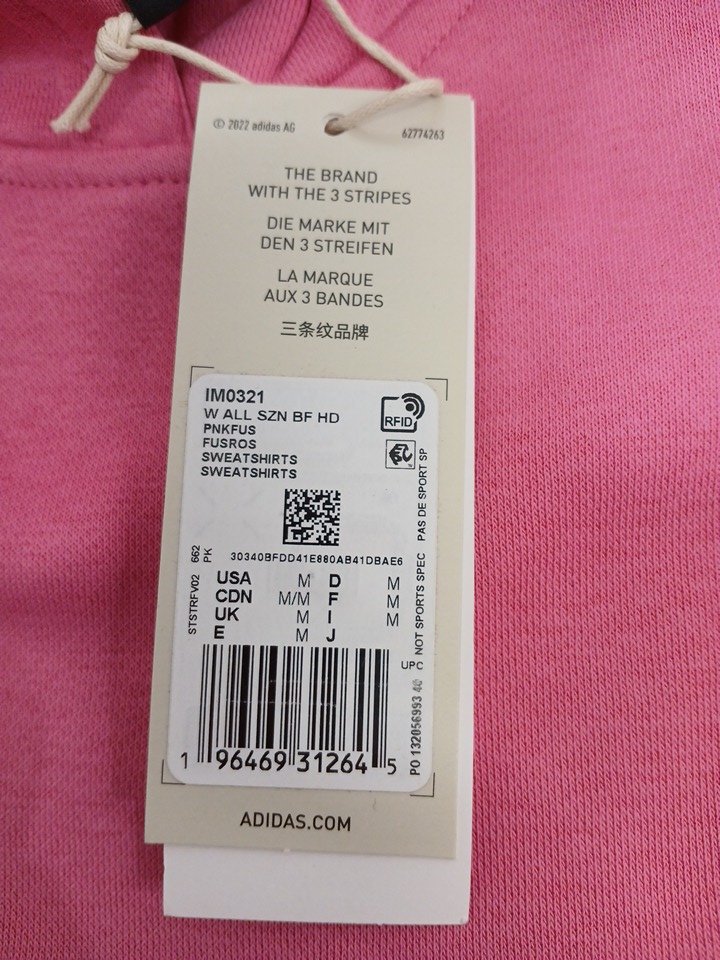 © 2022 adidas AG
62774263
THE BRAND
WITH THE 3 STRIPES
DIE MARKE MIT
DEN 3 STREIFEN
LA MARQUE
AUX 3 BANDES
三条纹品牌
IM0321
W ALL SZN BF HD
PNKFUS
FUSROS
SWEATSHIRTS
SWEATSHIRTS
RFID
30340BFDD41E880AB41DBAE6
STSTRFV02 662
PK
USA M D M
CDN M/M F M
UK M I M
E M J
NOT SPORTS SPEC PAS DE SPORT SP
UPC
PO 132056993 40
1 96469 31264 5
ADIDAS.COM